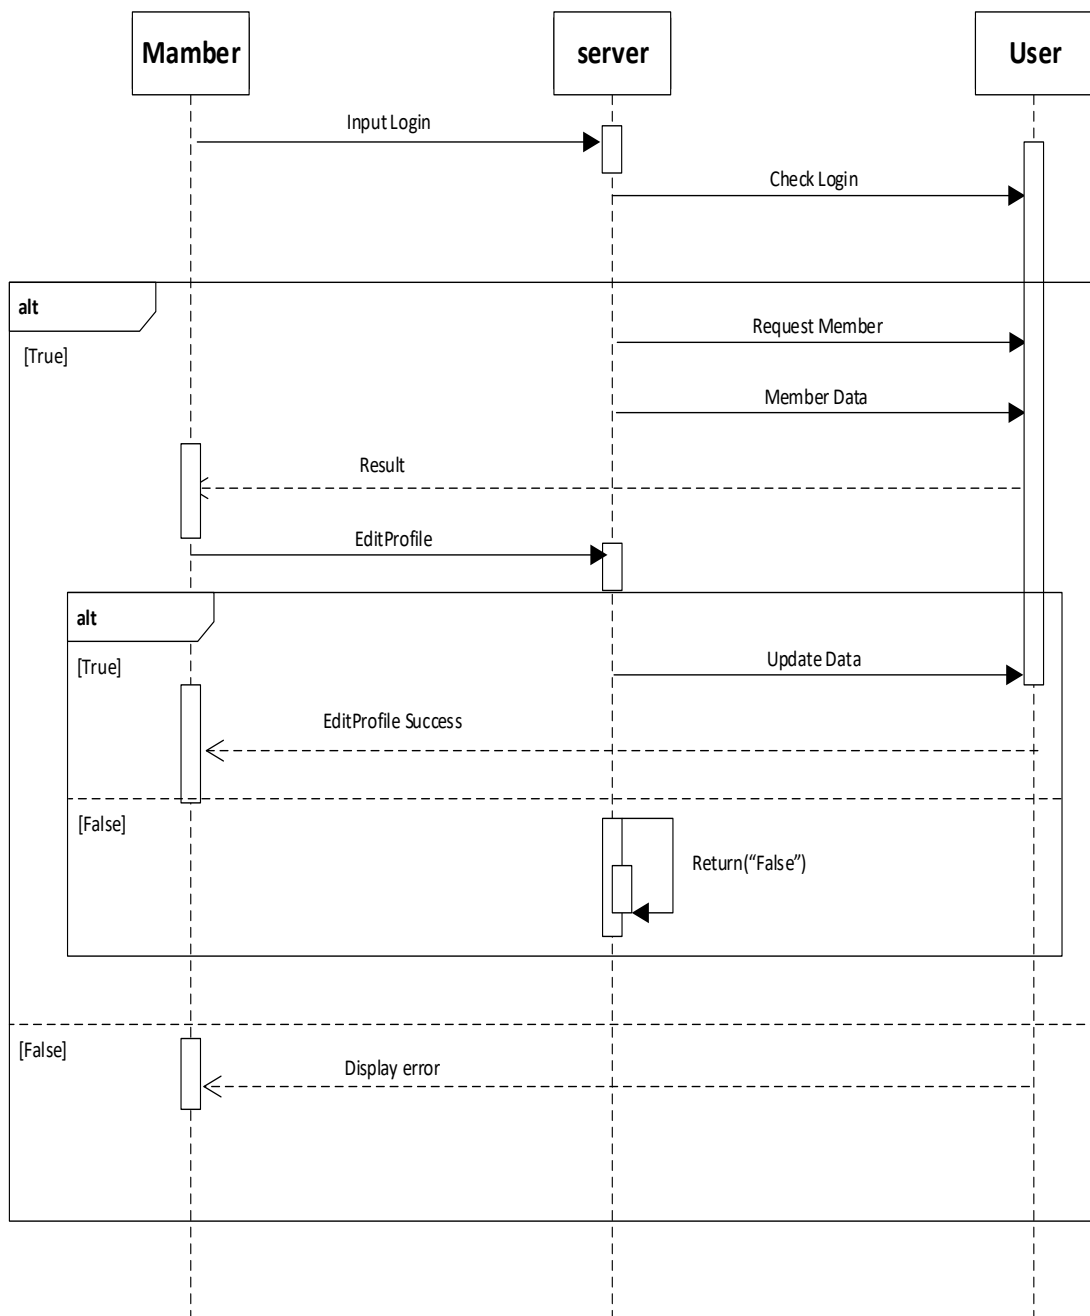 Mamber
server
User
Input Login
Check Login
alt
[True]
Request Member
Member Data
Result
EditProfile
alt
[True]
Update Data
EditProfile Success
[False]
Return(“False”)
[False]
Display error